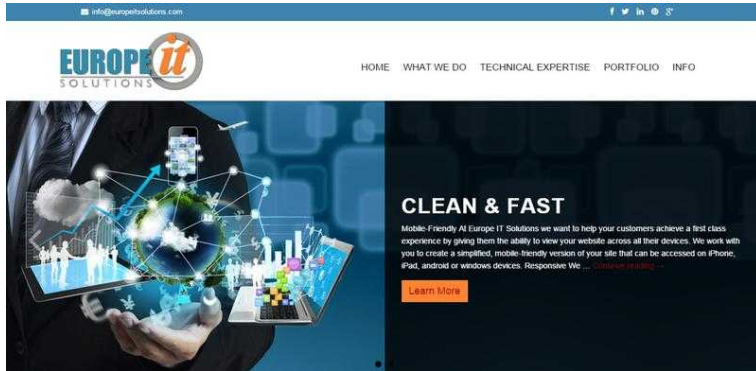 info@europeitsolutions.com
EUROPE it
SOLUTIONS
HOME WHAT WE DO TECHNICAL EXPERTISE PORTFOLIO INFO
CLEAN & FAST
Mobile-Friendly At Europe IT Solutions we want to help your customers achieve a first class
experience by giving them the ability to view your website across all their devices. We work with
you to create a simplified, mobile-friendly version of your site that can be accessed on iPhone,
iPad, android or windows devices. Responsive We ... Continue reading →
Learn More